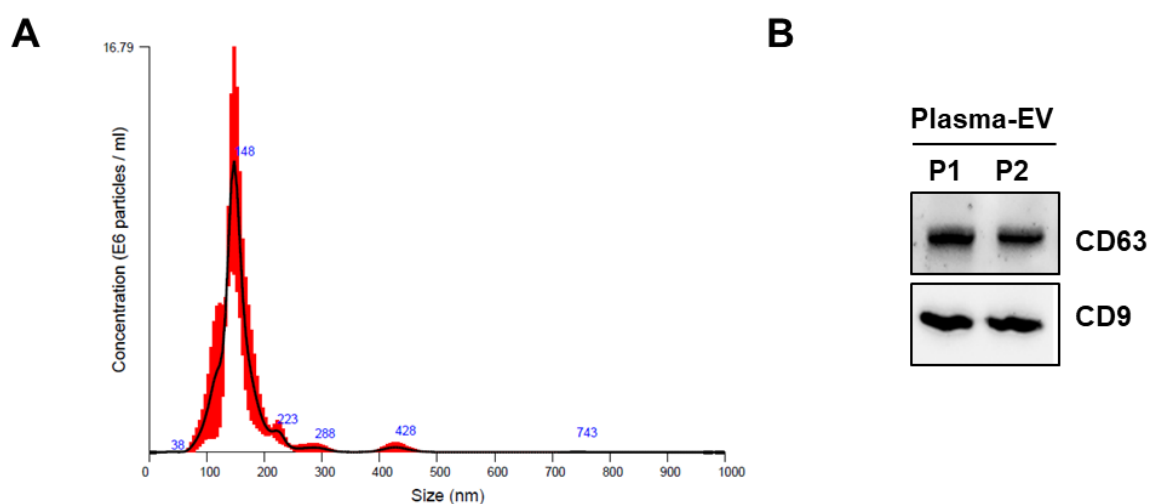 A
16.79
Concentration (E6 particles / ml)
148
38
223
288
428
743
0 100 200 300 400 500 600 700 800 900 1000
Size (nm)
B
Plasma-EV
P1 P2
CD63
CD9